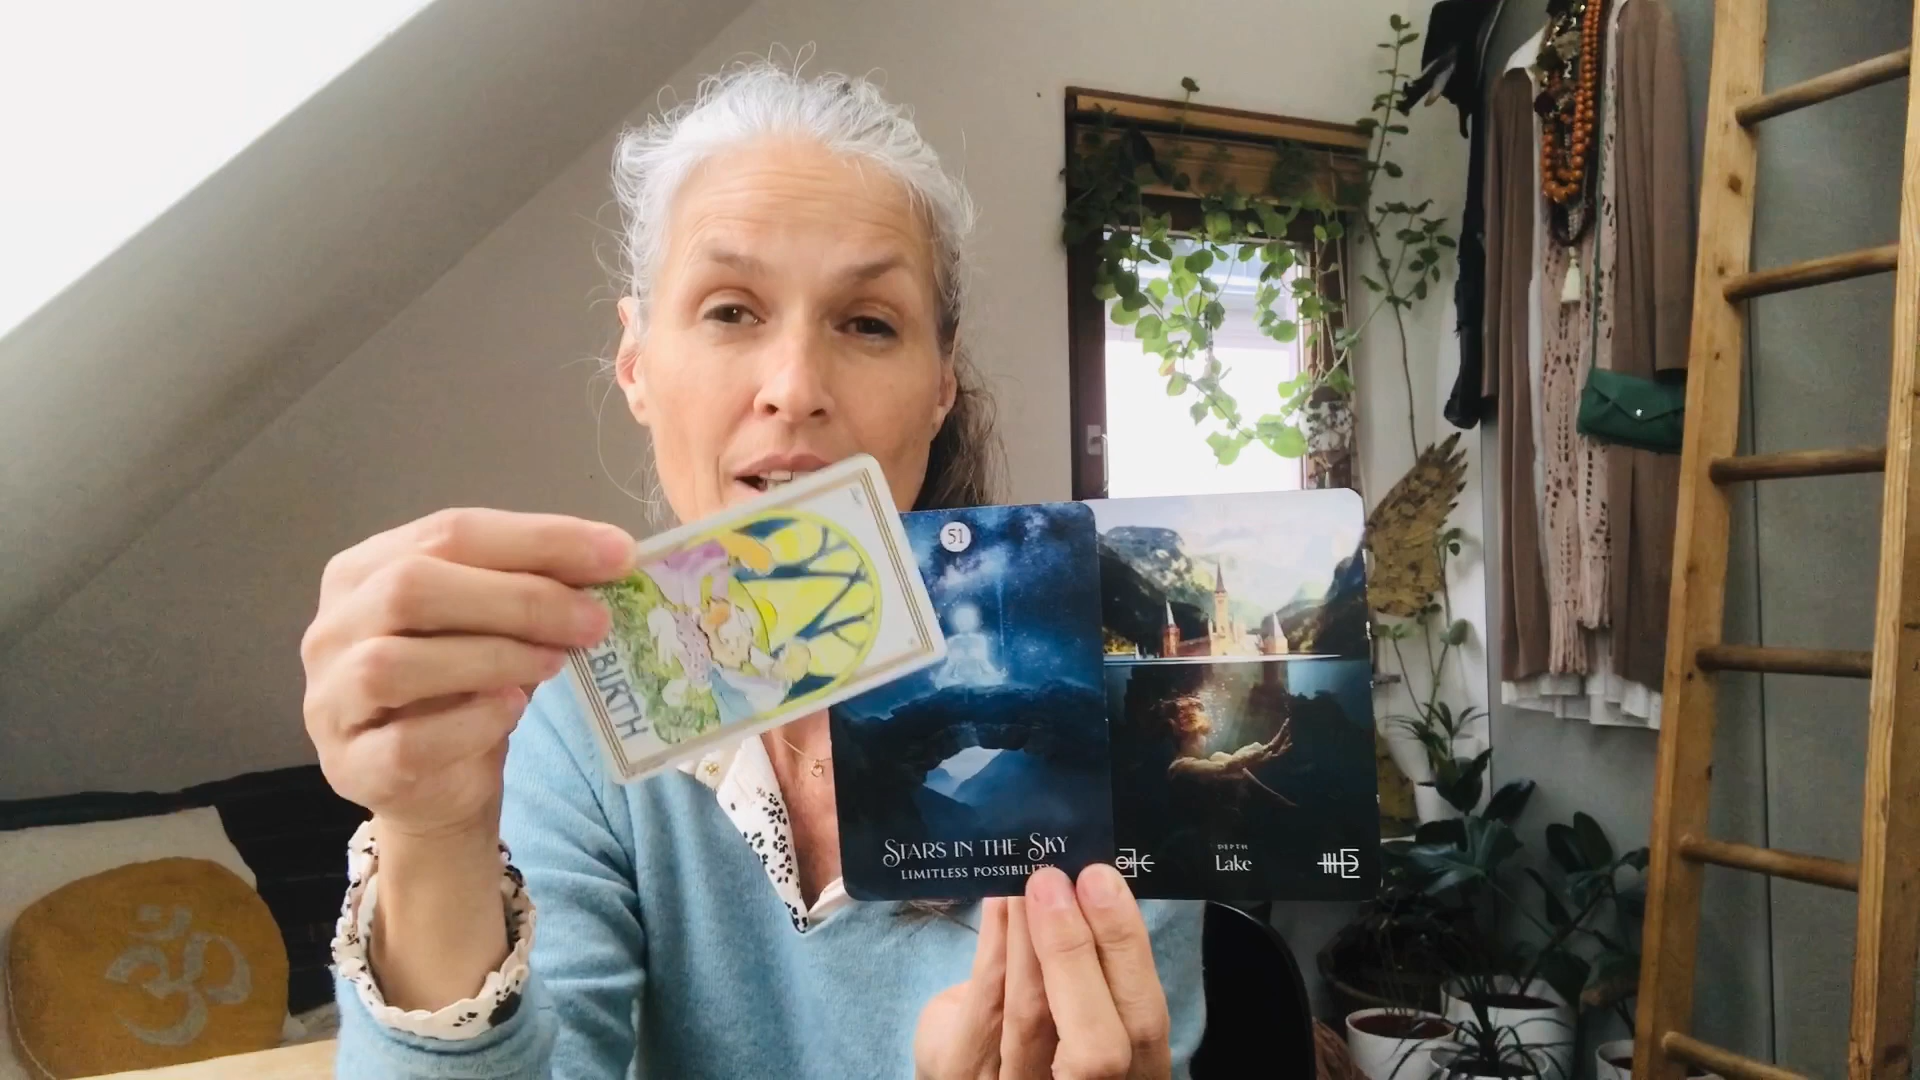 BIRTH
51
STARS IN THE SKY
LIMITLESS POSSIBILITY
DEPTH
Lake
ॐ